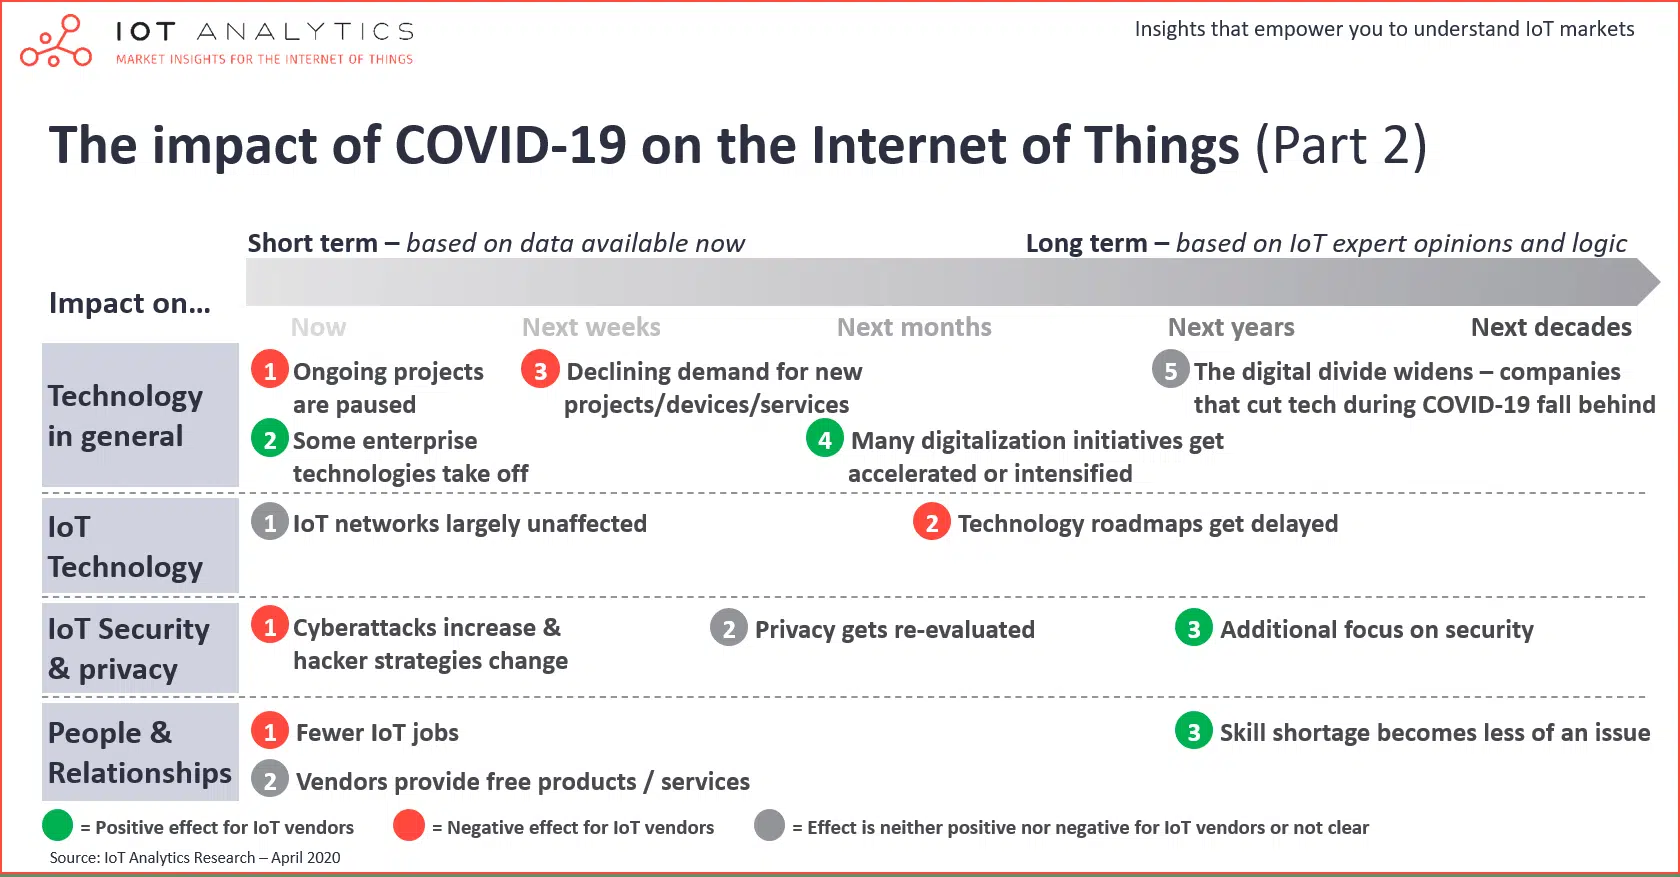 IOT ANALYTICS
MARKET INSIGHTS FOR THE INTERNET OF THINGS
Insights that empower you to understand IoT markets
The impact of COVID-19 on the Internet of Things (Part 2)
Short term – based on data available now
Long term – based on IoT expert opinions and logic
Impact on...
Now
Next weeks
Next months
Next years
Next decades
Technology
in general
1 Ongoing projects
are paused
3 Declining demand for new
projects/devices/services
5 The digital divide widens – companies
that cut tech during COVID-19 fall behind
2 Some enterprise
technologies take off
4 Many digitalization initiatives get
accelerated or intensified
IoT
Technology
1 IoT networks largely unaffected
2 Technology roadmaps get delayed
IoT Security
& privacy
1 Cyberattacks increase &
hacker strategies change
2 Privacy gets re-evaluated
3 Additional focus on security
People &
Relationships
1 Fewer IoT jobs
3 Skill shortage becomes less of an issue
2 Vendors provide free products / services
= Positive effect for IoT vendors
= Negative effect for IoT vendors
= Effect is neither positive nor negative for IoT vendors or not clear
Source: IoT Analytics Research – April 2020